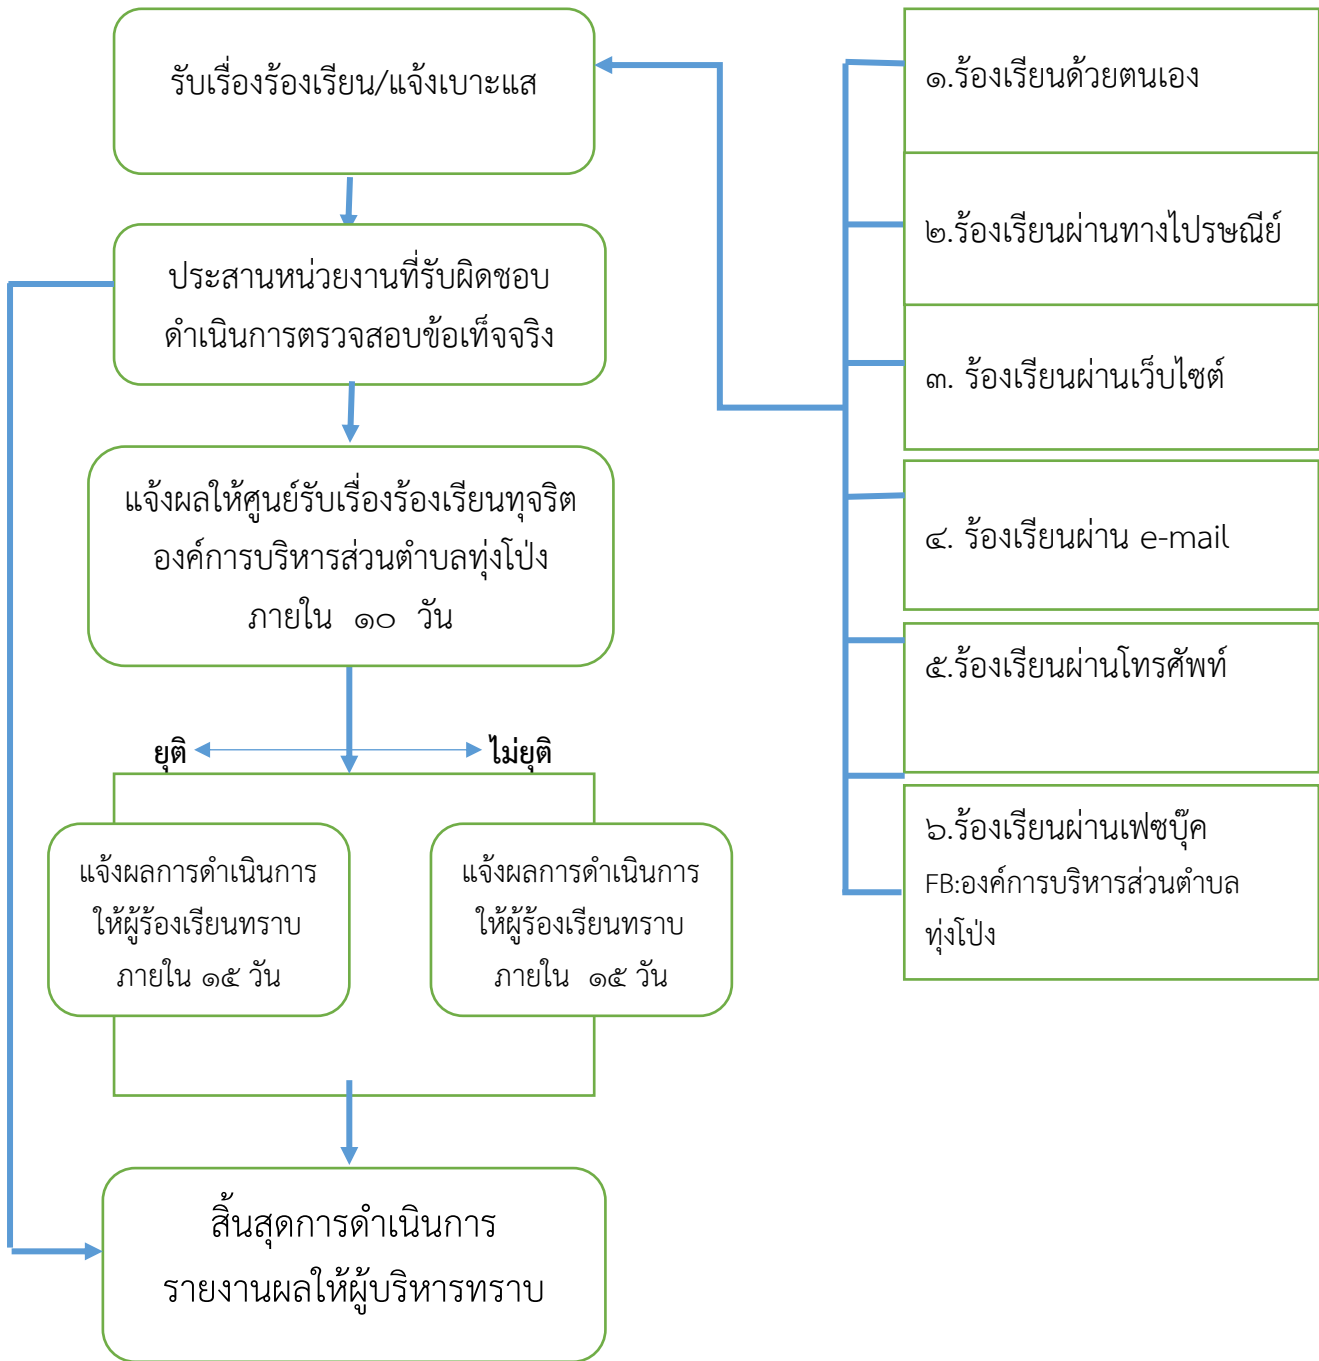 รับเรื่องร้องเรียน/แจ้งเบาะแส
ประสานหน่วยงานที่รับผิดชอบ
ดำเนินการตรวจสอบข้อเท็จจริง
แจ้งผลให้ศูนย์รับเรื่องร้องเรียนทุจริต
องค์การบริหารส่วนตำบลทุ่งโป่ง
ภายใน ๑๐ วัน
ยุติ
ไม่ยุติ
แจ้งผลการดำเนินการ
ให้ผู้ร้องเรียนทราบ
ภายใน ๑๕ วัน
แจ้งผลการดำเนินการ
ให้ผู้ร้องเรียนทราบ
ภายใน ๑๕ วัน
สิ้นสุดการดำเนินการ
รายงานผลให้ผู้บริหารทราบ
๑.ร้องเรียนด้วยตนเอง
๒.ร้องเรียนผ่านทางไปรษณีย์
๓. ร้องเรียนผ่านเว็บไซต์
๔. ร้องเรียนผ่าน e-mail
๕.ร้องเรียนผ่านโทรศัพท์
๖.ร้องเรียนผ่านเฟซบุ๊ค
FB:องค์การบริหารส่วนตำบล
ทุ่งโป่ง